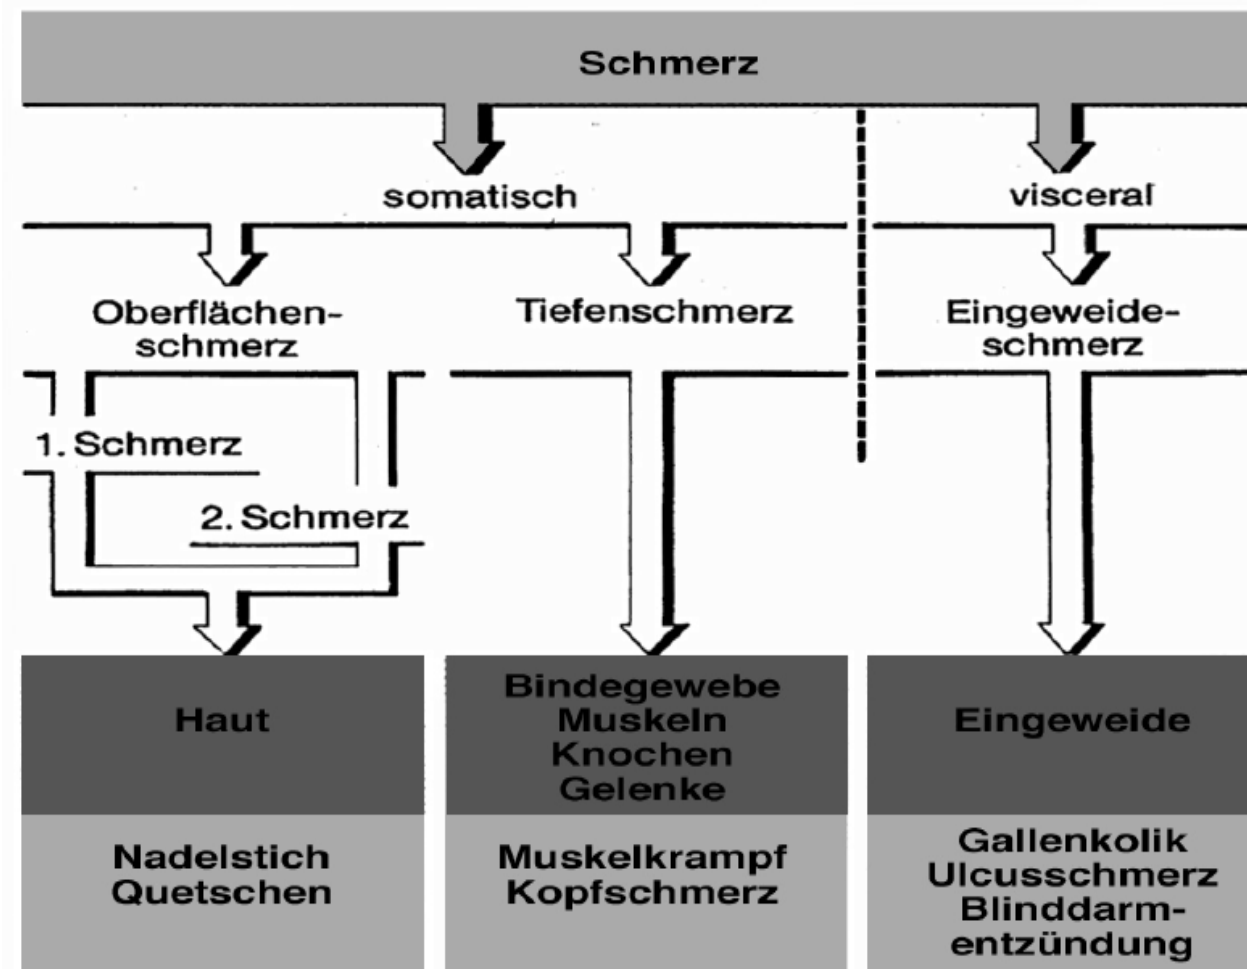 Schmerz
somatisch
visceral
Oberflächen-
schmerz
Tiefenschmerz
Eingeweide-
schmerz
1. Schmerz
2. Schmerz
Haut
Bindegewebe
Muskeln
Knochen
Gelenke
Eingeweide
Nadelstich
Quetschen
Muskelkrampf
Kopfschmerz
Gallenkolik
Ulcusschmerz
Blinddarm-
entzündung